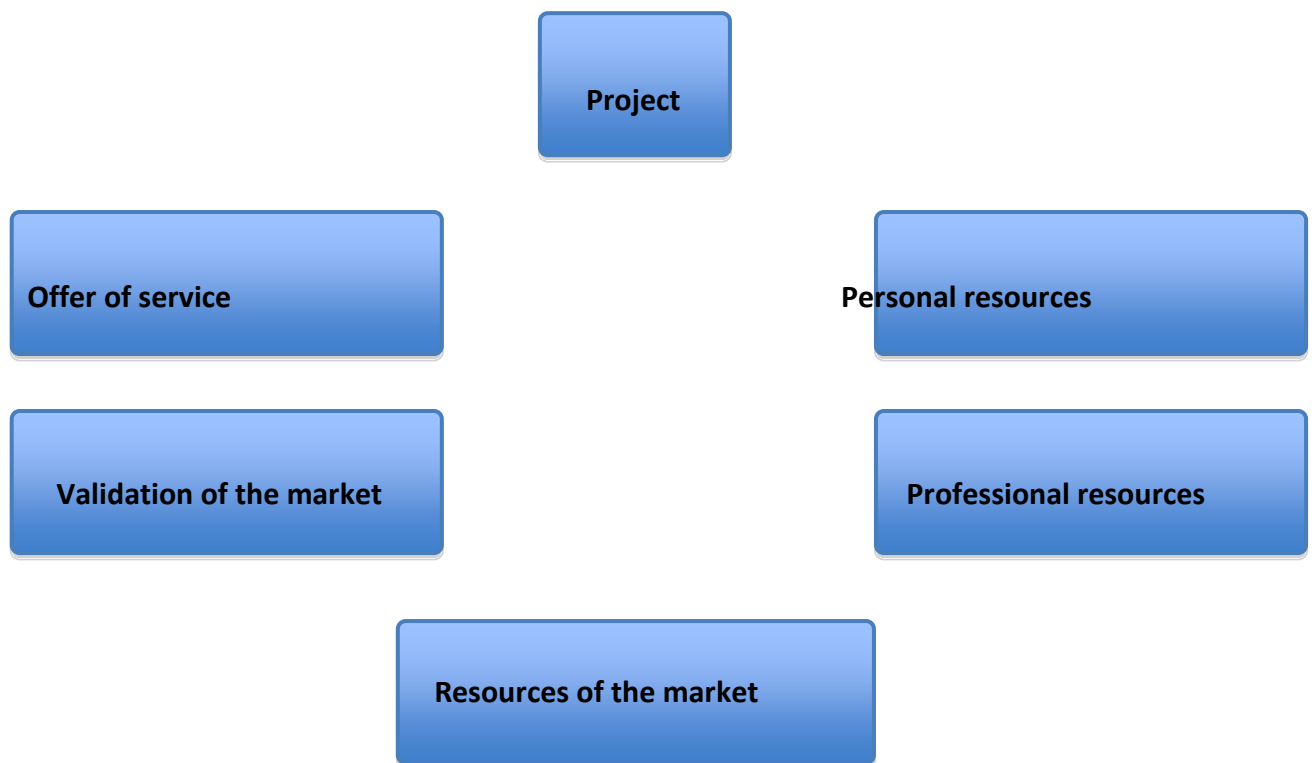 Project
Offer of service
Personal resources
Validation of the market
Professional resources
Resources of the market